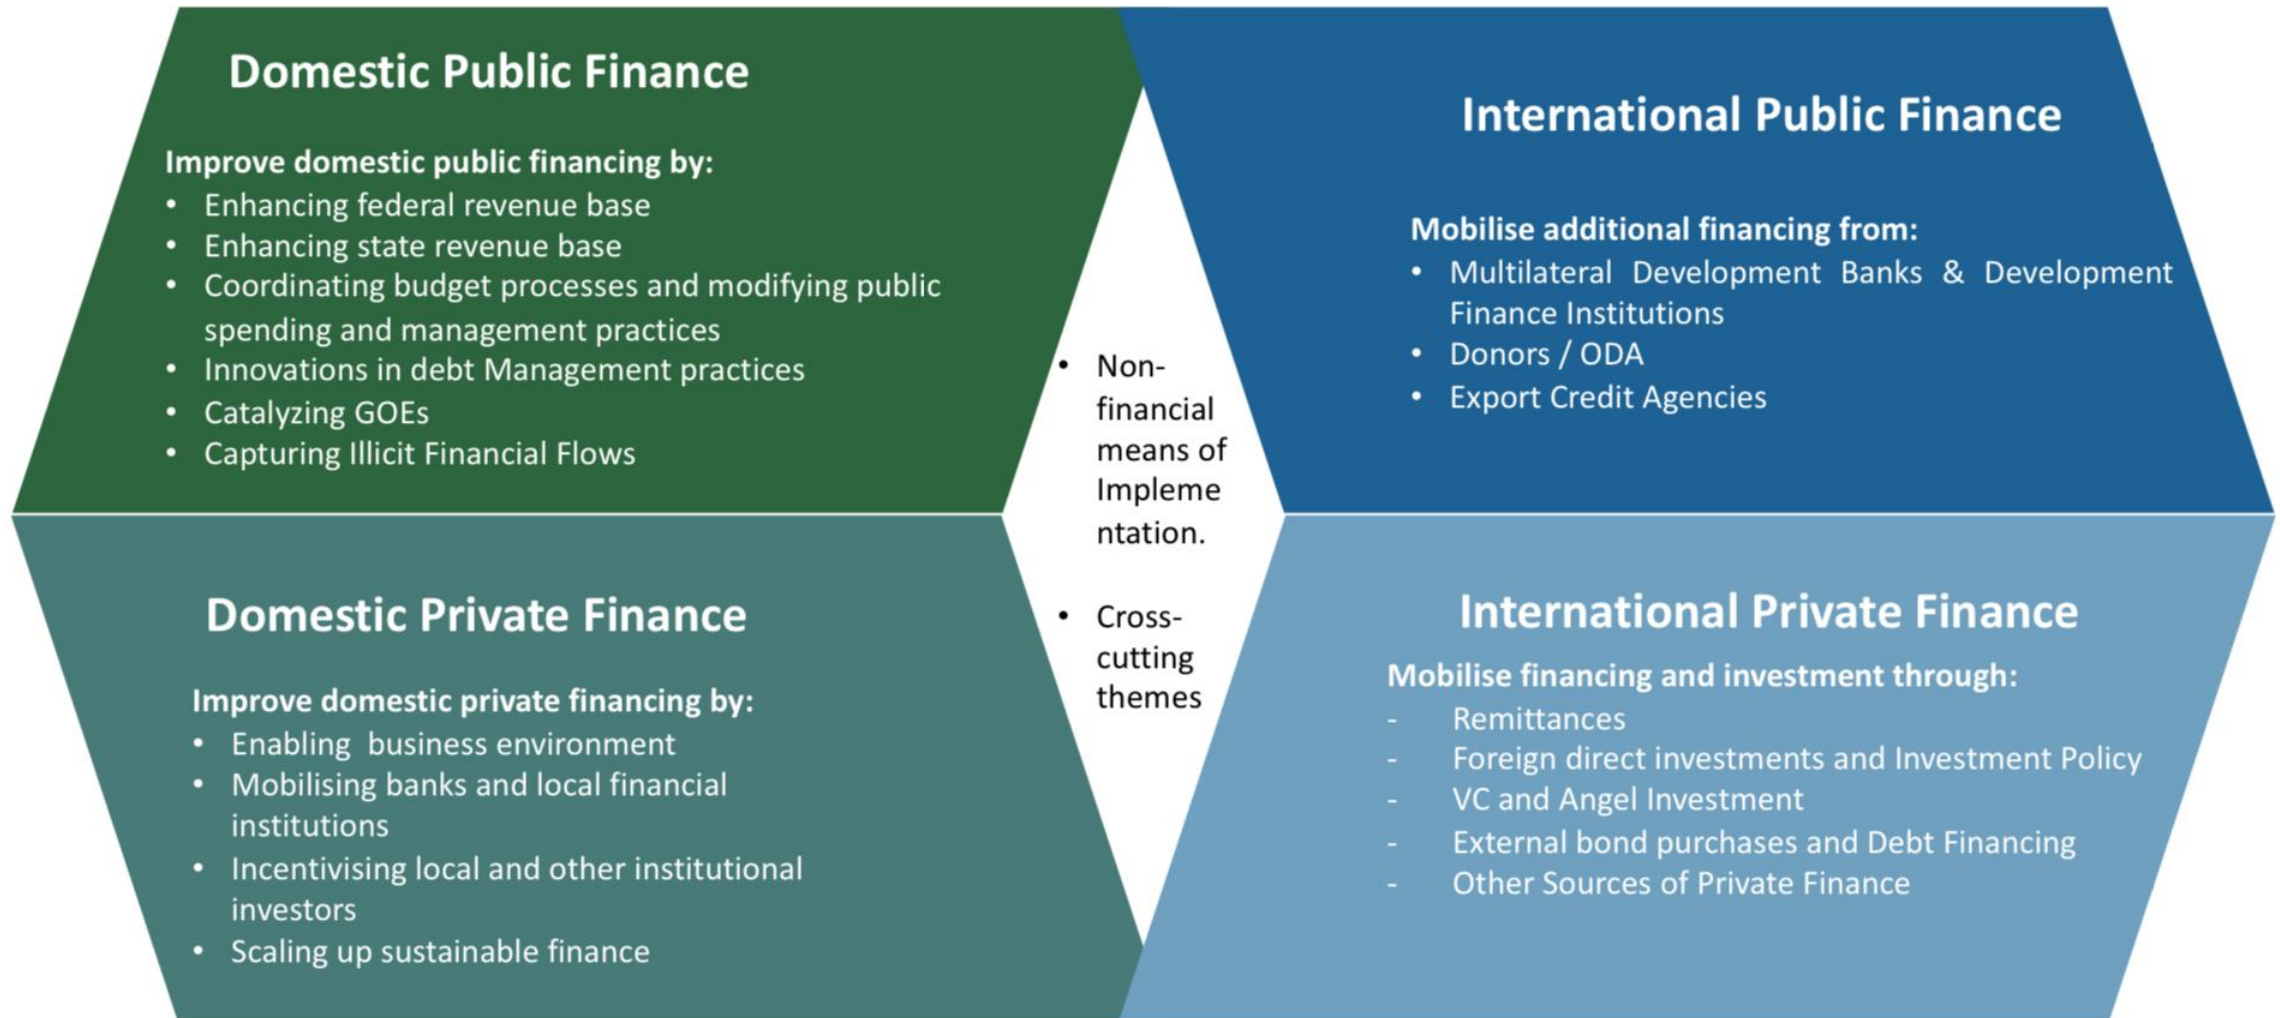 Domestic Public Finance
Improve domestic public financing by:
• Enhancing federal revenue base
• Enhancing state revenue base
• Coordinating budget processes and modifying public
spending and management practices
• Innovations in debt Management practices
• Catalyzing GOEs
• Capturing Illicit Financial Flows
International Public Finance
Mobilise additional financing from:
• Multilateral Development Banks & Development
Finance Institutions
• Donors / ODA
• Export Credit Agencies
• Non-
financial
means of
Impleme
ntation.
• Cross-
cutting
themes
Domestic Private Finance
Improve domestic private financing by:
• Enabling business environment
• Mobilising banks and local financial
institutions
• Incentivising local and other institutional
investors
• Scaling up sustainable finance
International Private Finance
Mobilise financing and investment through:
- Remittances
- Foreign direct investments and Investment Policy
- VC and Angel Investment
- External bond purchases and Debt Financing
- Other Sources of Private Finance